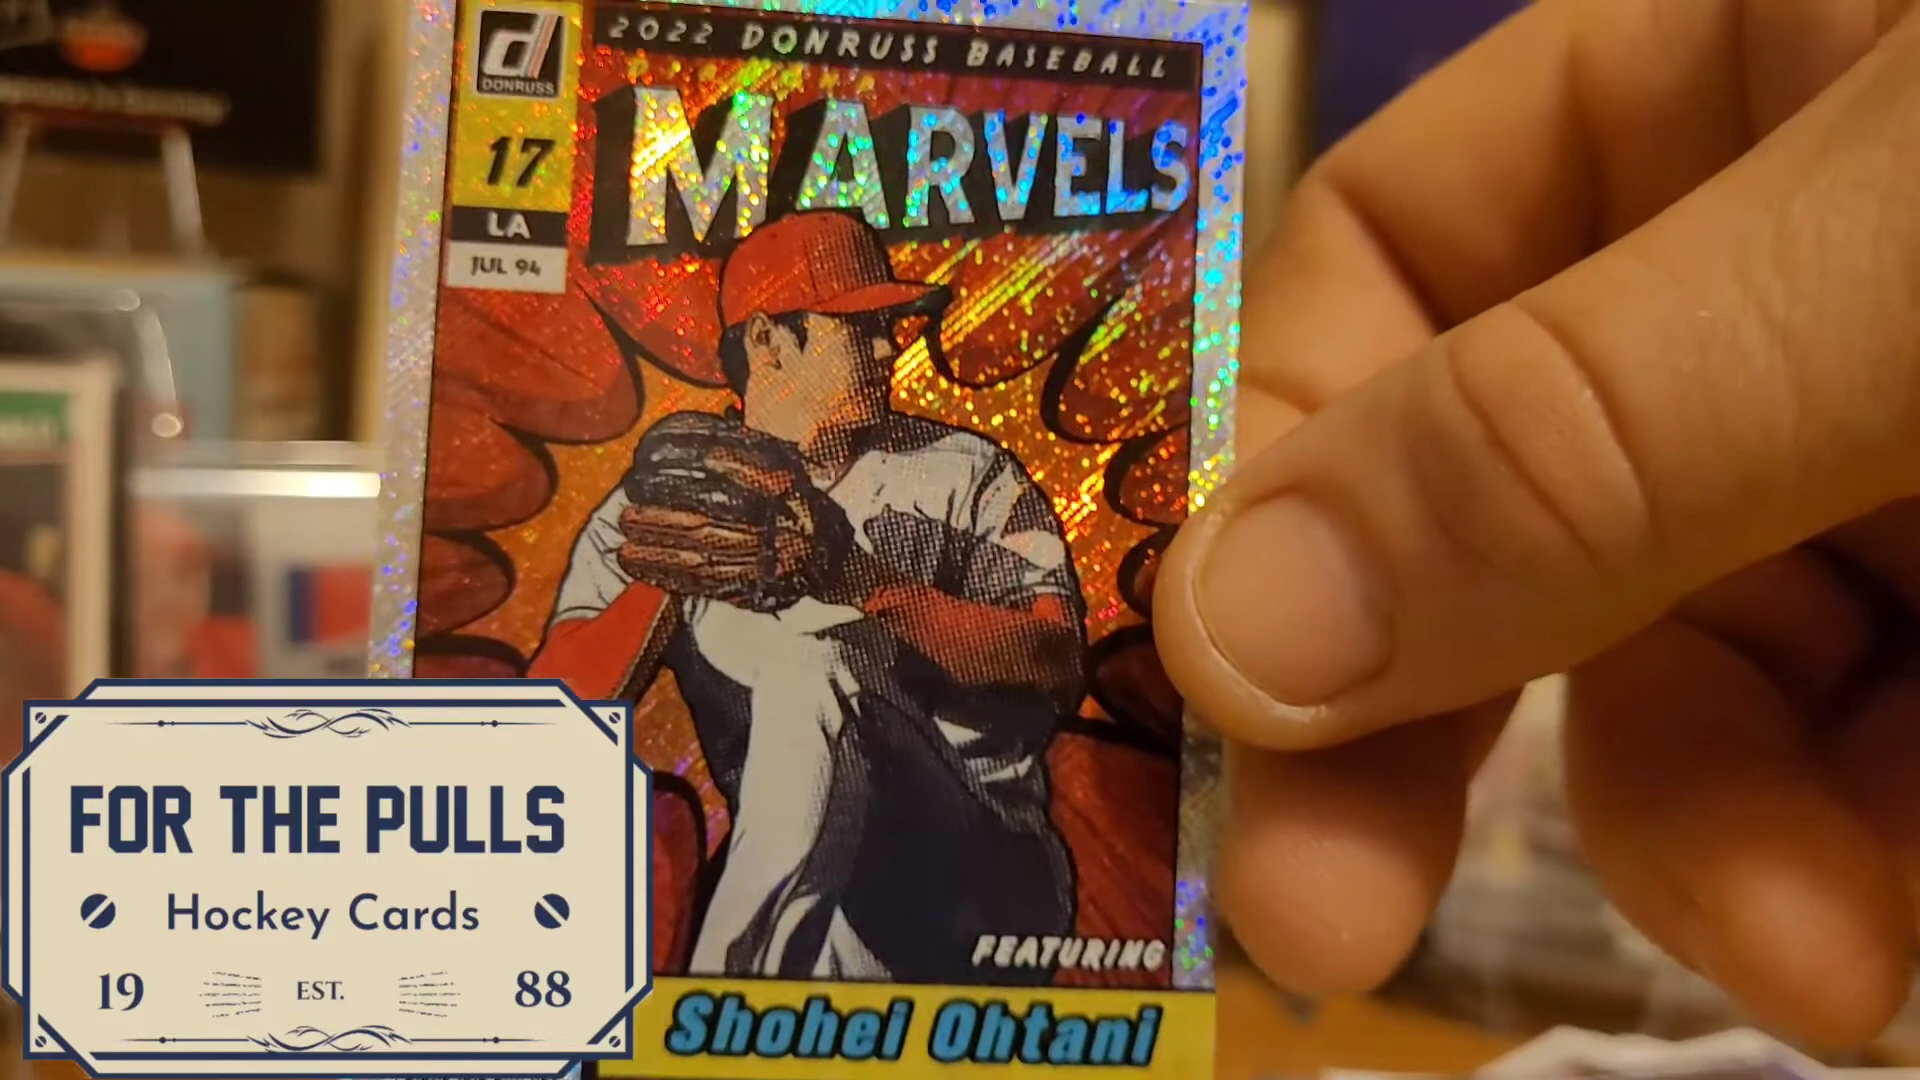 2022 DONRUSS BASEBALL
d
DONRUSS
MARVELS
17
LA
JUL 94
FEATURING
Shohei Ohtani
FOR THE PULLS
Hockey Cards
19 EST. 88